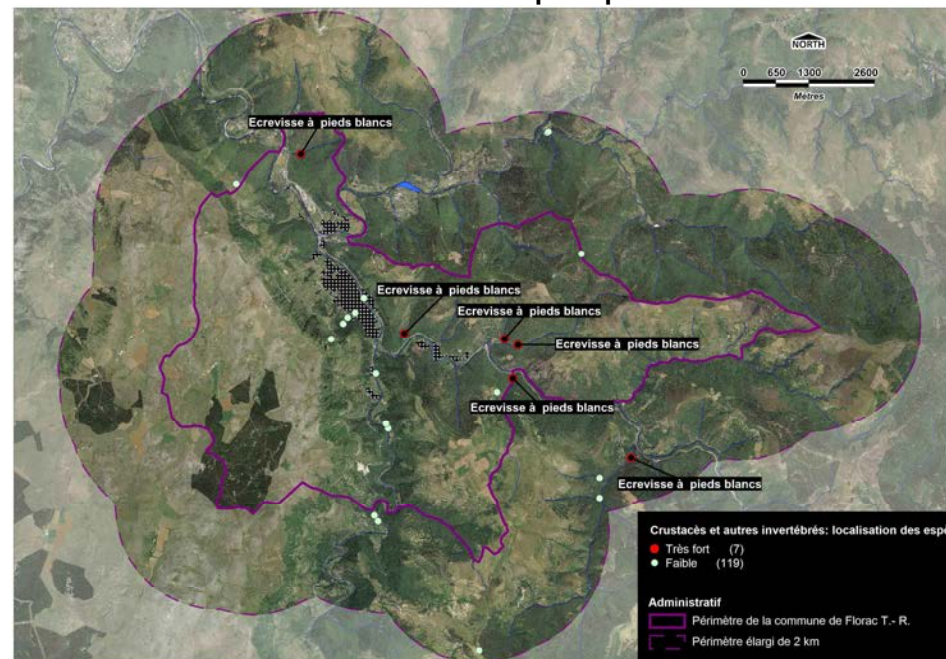 NORTH
0 650 1300 2600
Mètres
Ecrevisse à pieds blancs
Ecrevisse à pieds blancs
Ecrevisse à pieds blancs
Ecrevisse à pieds blancs
Ecrevisse à pieds blancs
Ecrevisse à pieds blancs
Crustacès et autres invertébrés: localisation des
Très fort (7)
Faible (119)
Administratif
Périmètre de la commune de Florac T.- R.
Périmètre élargi de 2 km